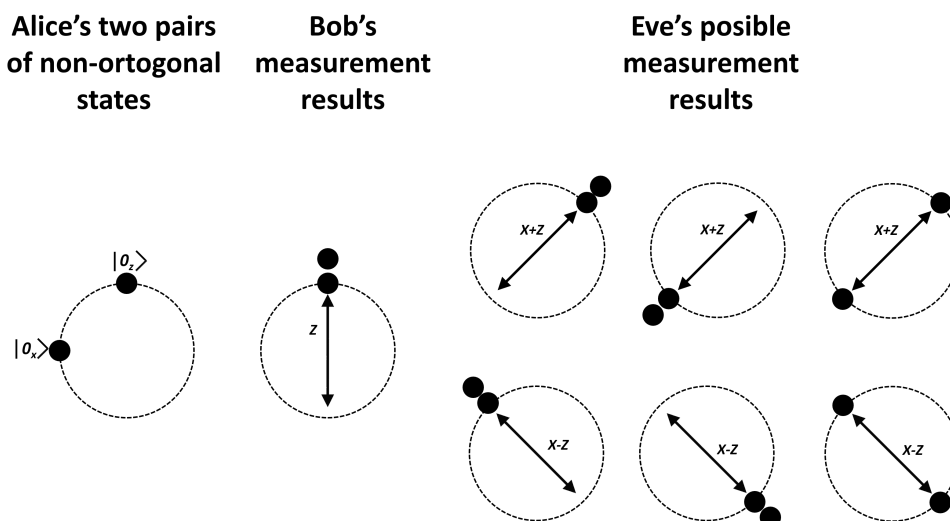 Alice’s two pairs
of non-ortogonal
states
Bob’s
measurement
results
Eve’s posible
measurement
results
X+Z
X+Z
X+Z
|0z⟩
Z
|0x⟩
X-Z
X-Z
X-Z